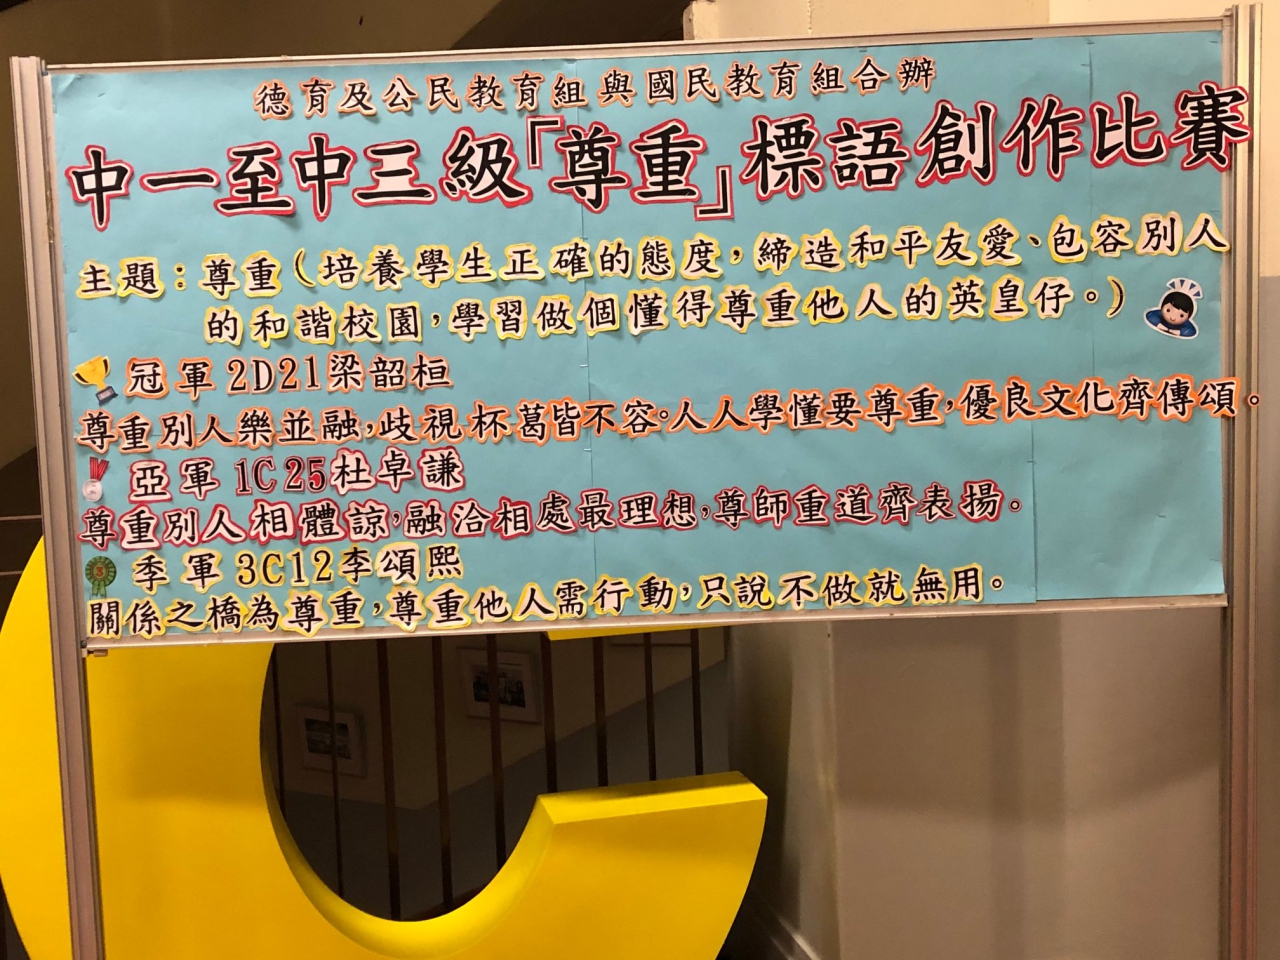 德育及公民教育組與國民教育組合辦
中一至中三級「尊重」標語創作比賽
主題：尊重（培養學生正確的態度，締造和平友愛、包容別人
的和諧校園，學習做個懂得尊重他人的英皇仔。）
冠軍 2D21梁韶桓
尊重別人樂並融，歧視杯葛皆不容。人人學懂要尊重，優良文化齊傳頌。
亞軍 1C25杜卓謙
尊重別人相體諒，融洽相處最理想，尊師重道齊表揚。
季軍 3C12李頌熙
關係之橋為尊重，尊重他人需行動，只說不做就無用。